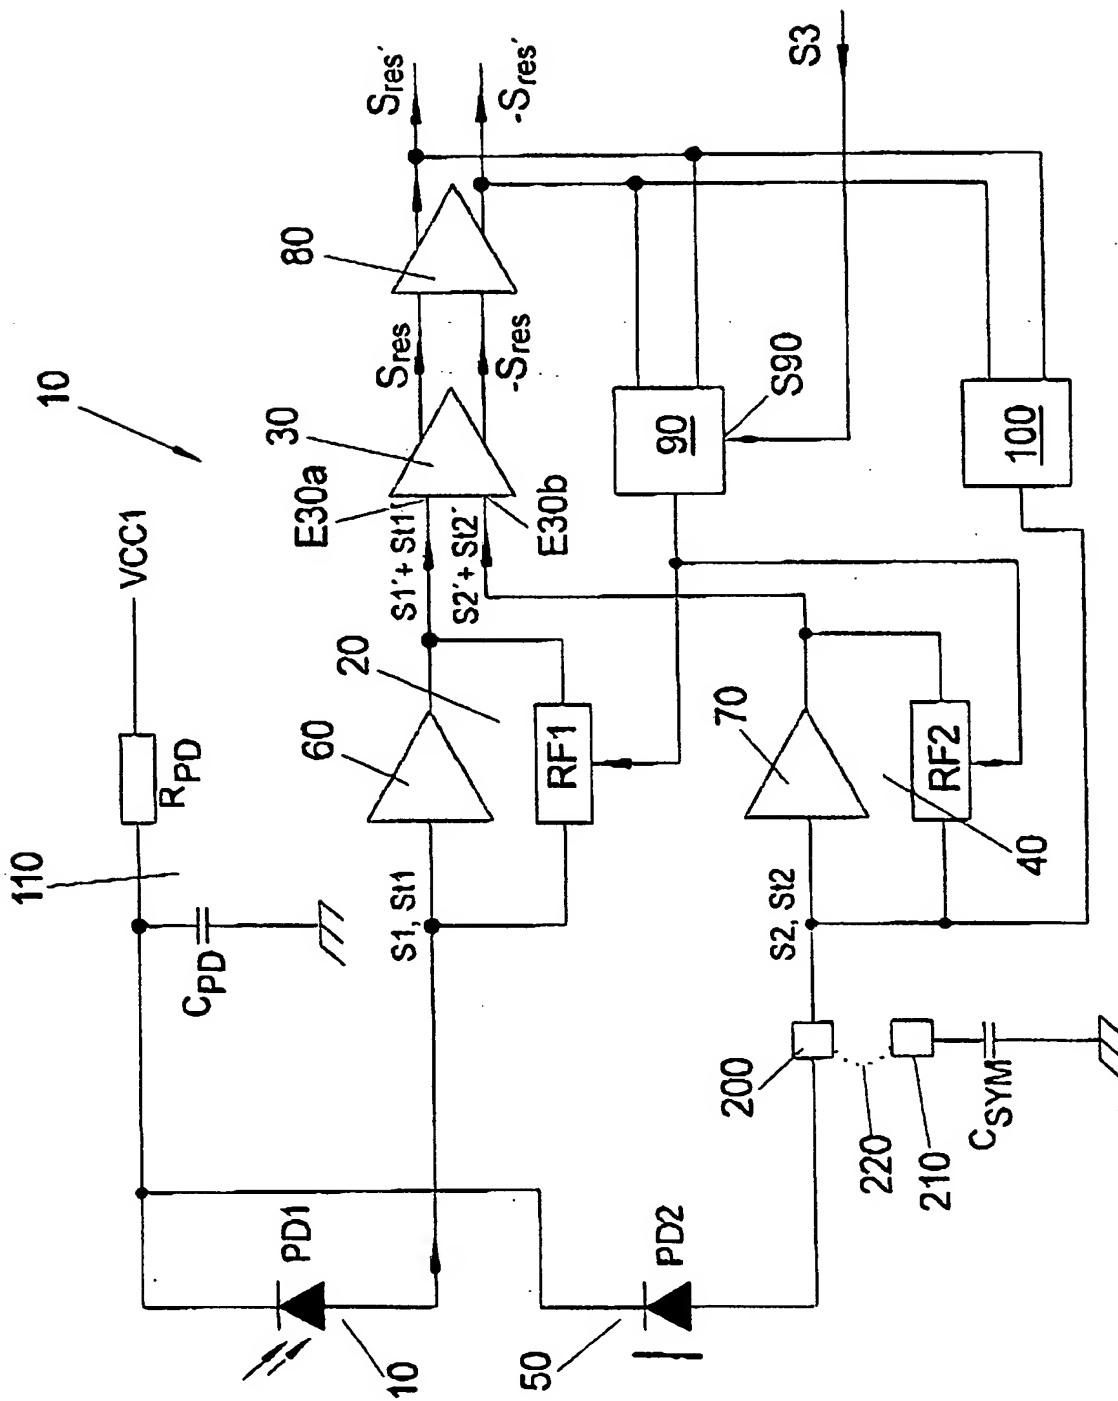 10
VCC1
R_PD
110
C_PD
S_res´
-S_res´
80
S_res
-S_res
30
E30a
E30b
S1´+ St1´
S2´+ St2´
20
60
RF1
S1, St1
S3
S90
90
100
70
RF2
40
S2, St2
200
210
220
C_SYM
PD1
10
PD2
50